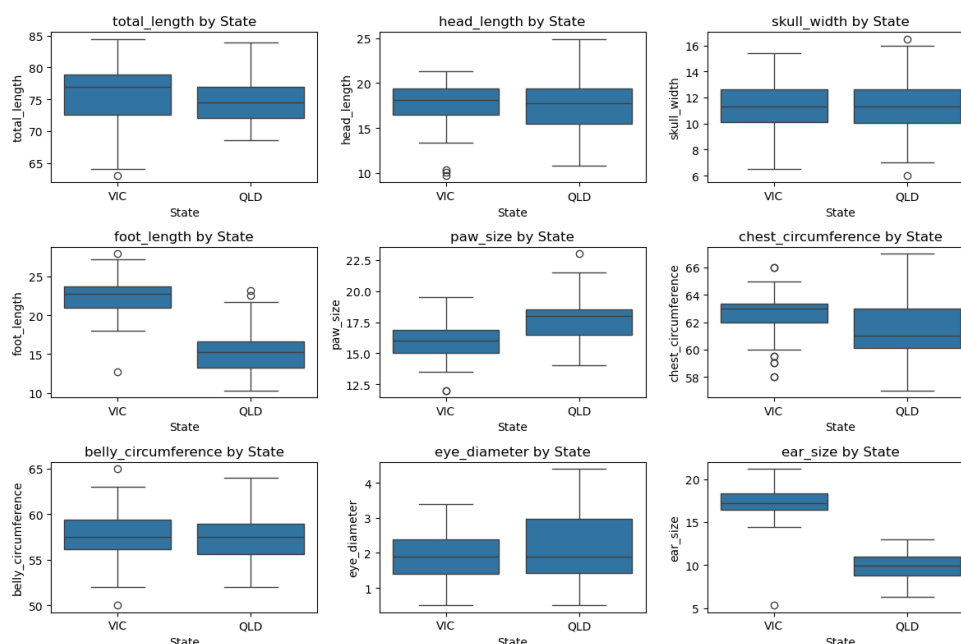 total_length by State
total_length
85
80
75
70
65
VIC
QLD
State
head_length by State
head_length
25
20
15
10
VIC
QLD
State
skull_width by State
skull_width
16
14
12
10
8
6
VIC
QLD
State
foot_length by State
foot_length
25
20
15
10
VIC
QLD
State
paw_size by State
paw_size
22.5
20.0
17.5
15.0
12.5
VIC
QLD
State
chest_circumference by State
chest_circumference
66
64
62
60
58
VIC
QLD
State
belly_circumference by State
belly_circumference
65
60
55
50
VIC
QLD
State
eye_diameter by State
eye_diameter
4
3
2
1
VIC
QLD
State
ear_size by State
ear_size
20
15
10
5
VIC
QLD
State